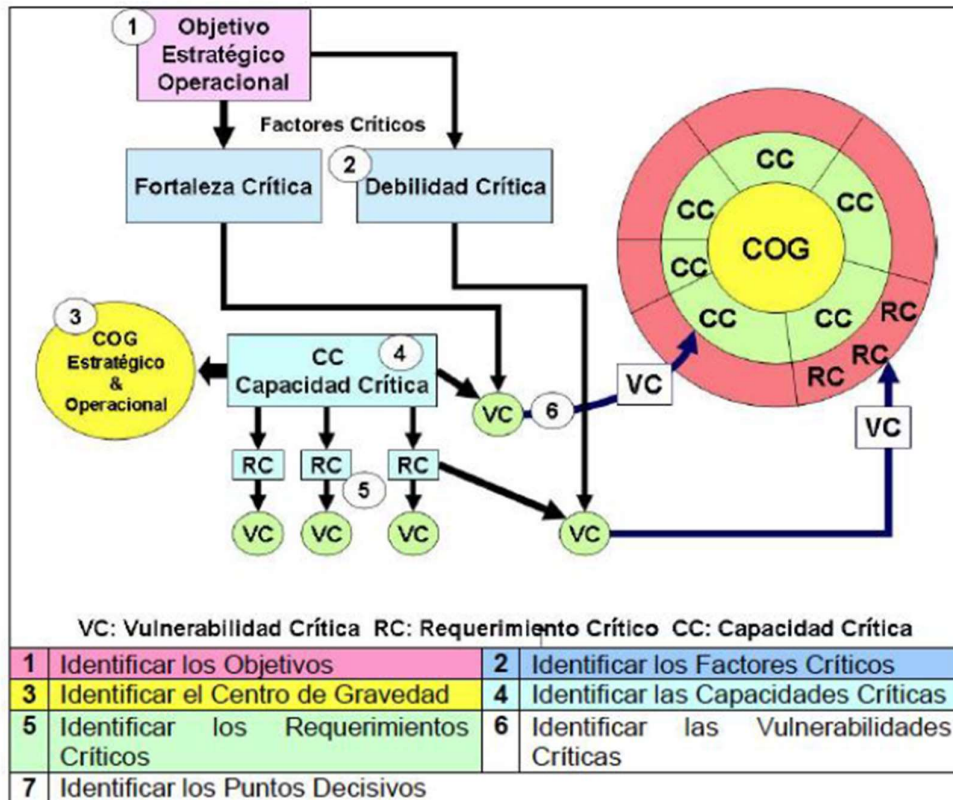 1
Objetivo
Estratégico
Operacional
Factores Críticos
Fortaleza Crítica
2
Debilidad Crítica
3
COG
Estratégico
&
Operacional
CC
Capacidad Crítica
4
RC
RC
RC
5
VC
VC
VC
VC
6
VC
VC
VC
CC
CC
CC
CC
CC
CC
COG
RC
RC
RC
VC: Vulnerabilidad Crítica RC: Requerimiento Crítico CC: Capacidad Crítica
1 Identificar los Objetivos
2 Identificar los Factores Críticos
3 Identificar el Centro de Gravedad
4 Identificar las Capacidades Críticas
5 Identificar los Requerimientos
Críticos
6 Identificar las Vulnerabilidades
Críticas
7 Identificar los Puntos Decisivos